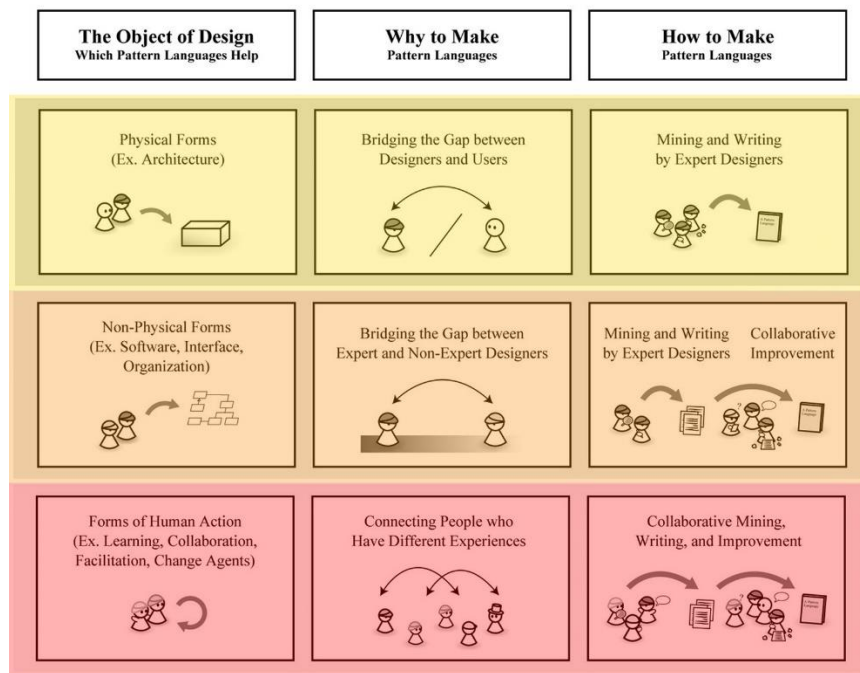 The Object of Design
Which Pattern Languages Help
Why to Make
Pattern Languages
How to Make
Pattern Languages
Physical Forms
(Ex. Architecture)
Bridging the Gap between
Designers and Users
Mining and Writing
by Expert Designers
Non-Physical Forms
(Ex. Software, Interface,
Organization)
Bridging the Gap between
Expert and Non-Expert Designers
Mining and Writing
by Expert Designers
Collaborative
Improvement
Forms of Human Action
(Ex. Learning, Collaboration,
Facilitation, Change Agents)
Connecting People who
Have Different Experiences
Collaborative Mining,
Writing, and Improvement